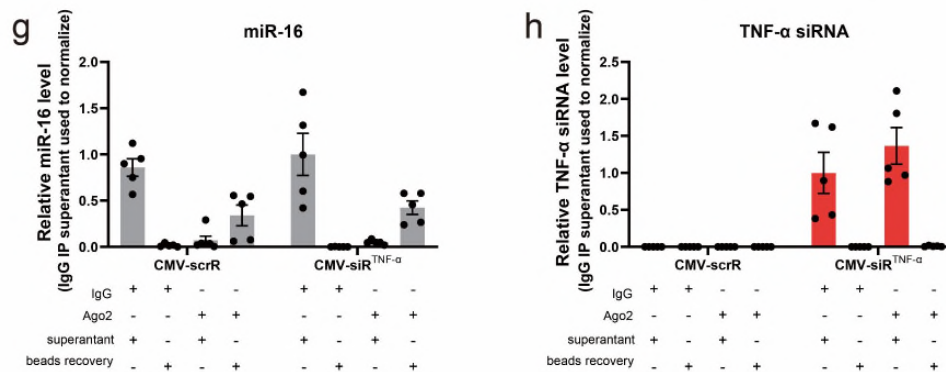 g
miR-16
Relative miR-16 level
(IgG IP superantant used to normalize)
2.0
1.5
1.0
0.5
0.0
CMV-scrR
CMV-siR^TNF-α
IgG + + - - + + - -
Ago2 - - + + - - + +
superantant + - + - + - + -
beads recovery - + - + - + - +
h
TNF-α siRNA
Relative TNF-α siRNA level
(IgG IP superantant used to normalize)
2.5
2.0
1.5
1.0
0.5
0.0
CMV-scrR
CMV-siR^TNF-α
IgG + + - - + + - -
Ago2 - - + + - - + +
superantant + - + - + - + -
beads recovery - + - + - + - +